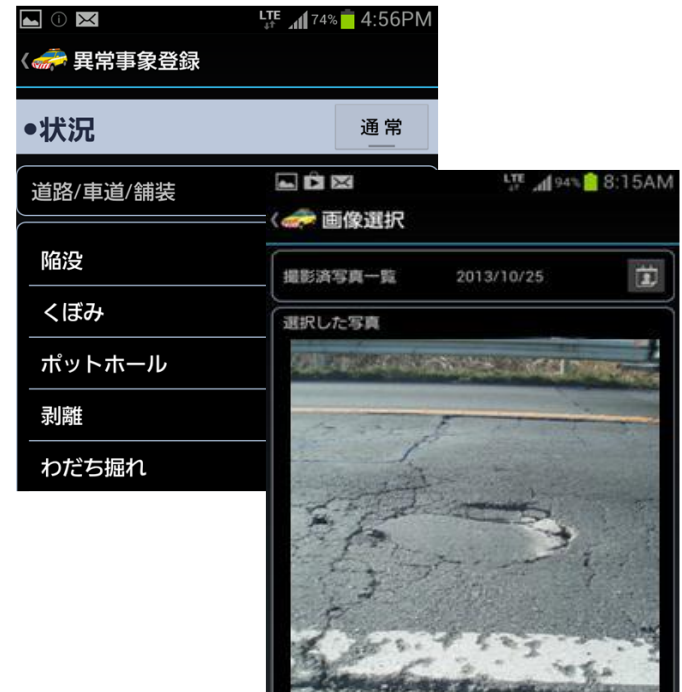 LTE 74% 4:56PM
異常事象登録
•状況
通常
道路/車道/舗装
陥没
くぼみ
ポットホール
剥離
わだち掘れ
LTE 94% 8:15AM
画像選択
撮影済写真一覧 2013/10/25
選択した写真